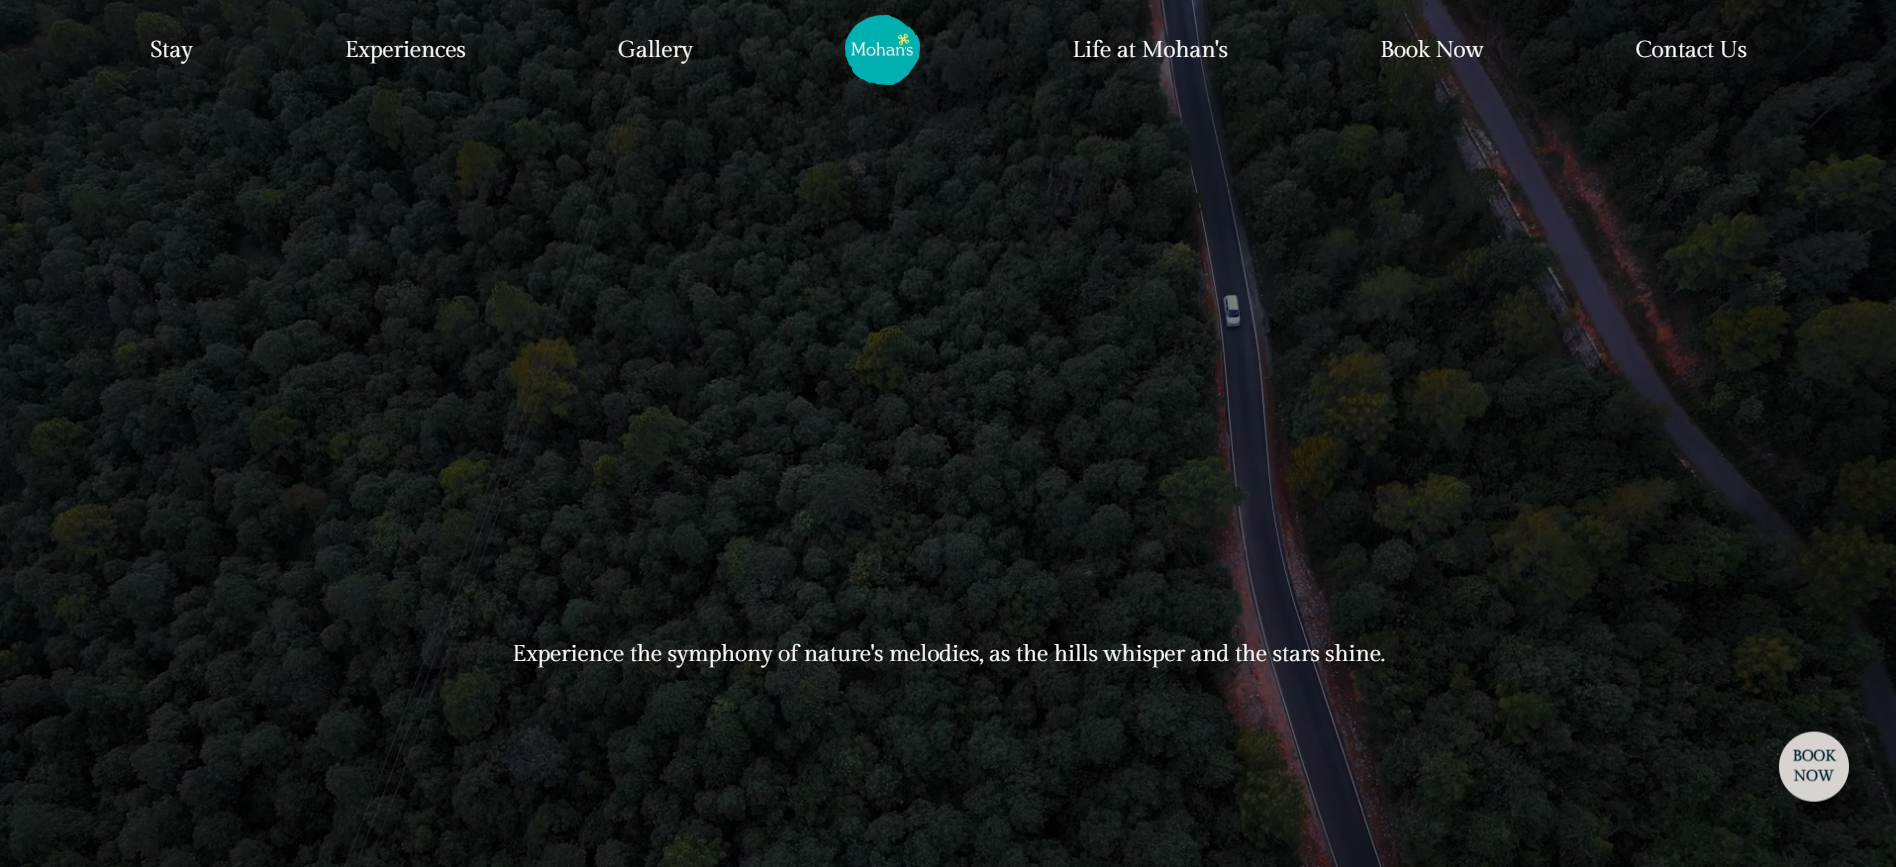 Stay
Experiences
Gallery
Mohan's
Life at Mohan's
Book Now
Contact Us
Experience the symphony of nature's melodies, as the hills whisper and the stars shine.
BOOK
NOW